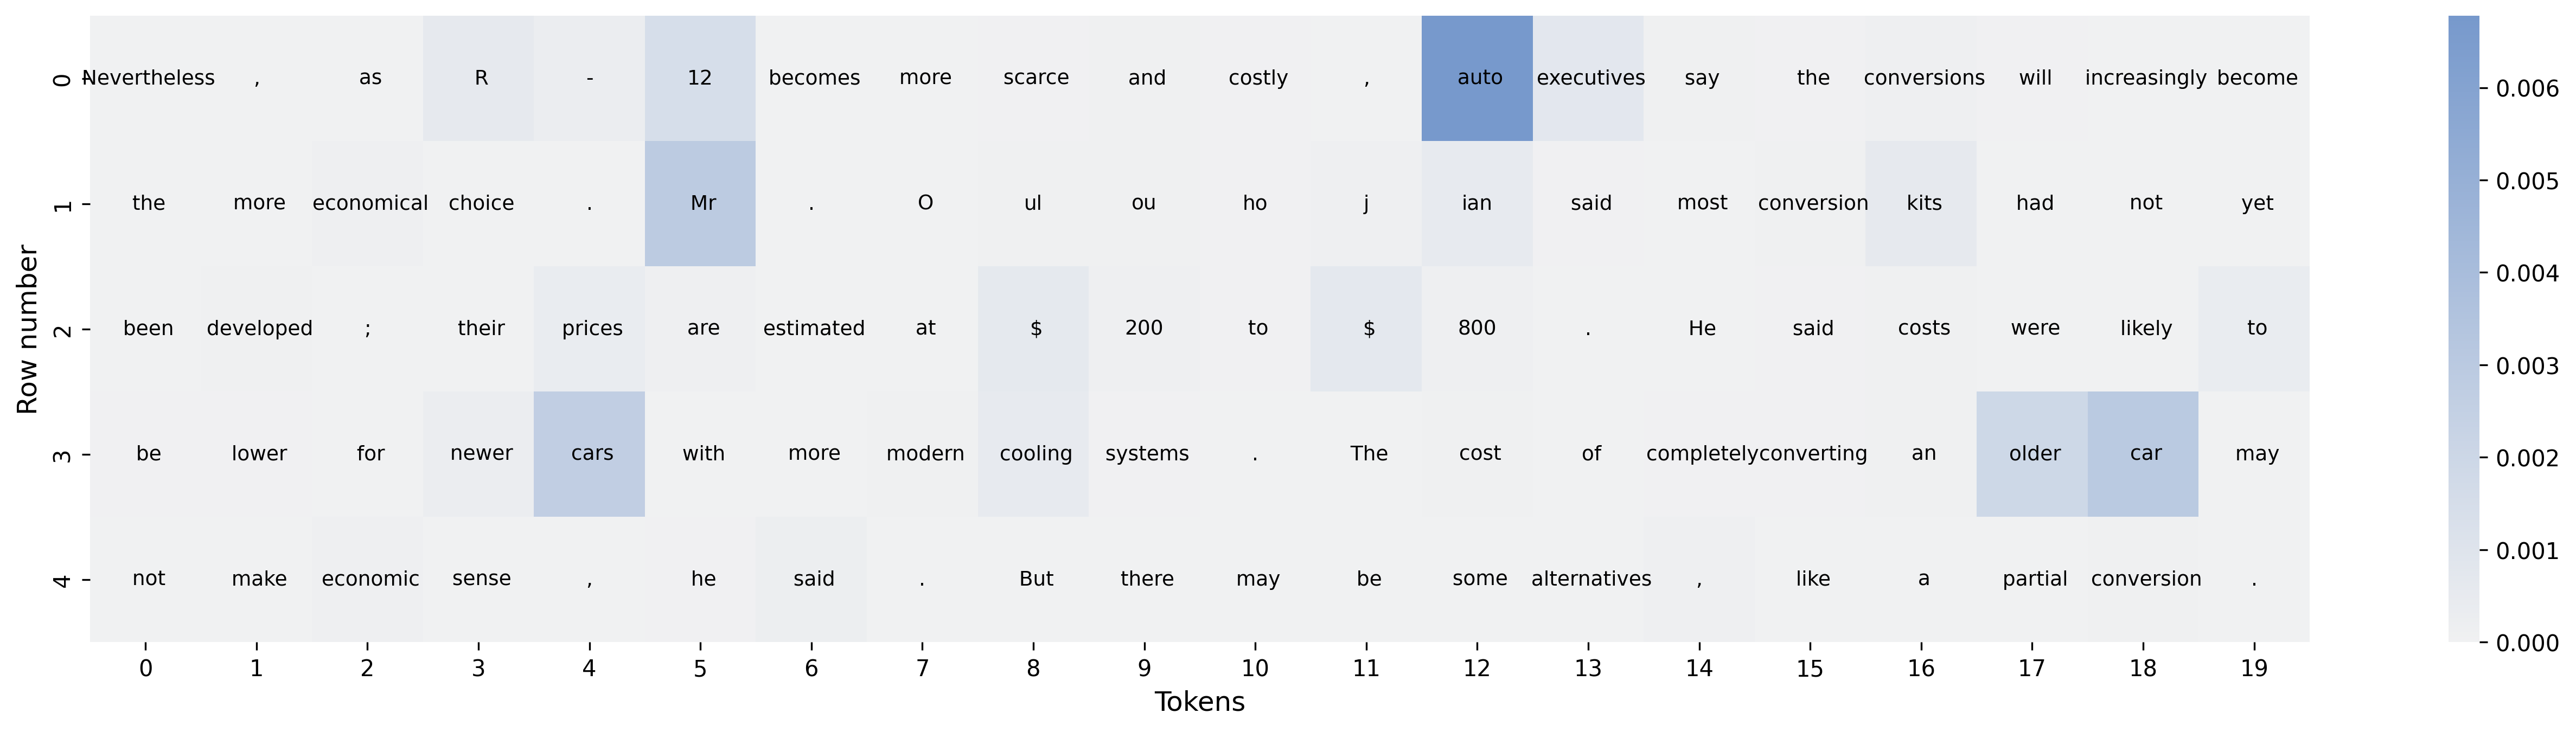 0 Nevertheless , as R - 12 becomes more scarce and costly , auto executives say the conversions will increasingly become
1 the more economical choice . Mr . O ul ou ho j ian said most conversion kits had not yet
2 been developed ; their prices are estimated at $ 200 to $ 800 . He said costs were likely to
3 be lower for newer cars with more modern cooling systems . The cost of completely converting an older car may
4 not make economic sense , he said . But there may be some alternatives , like a partial conversion .
Row number
0 1 2 3 4 5 6 7 8 9 10 11 12 13 14 15 16 17 18 19
Tokens
0.006
0.005
0.004
0.003
0.002
0.001
0.000